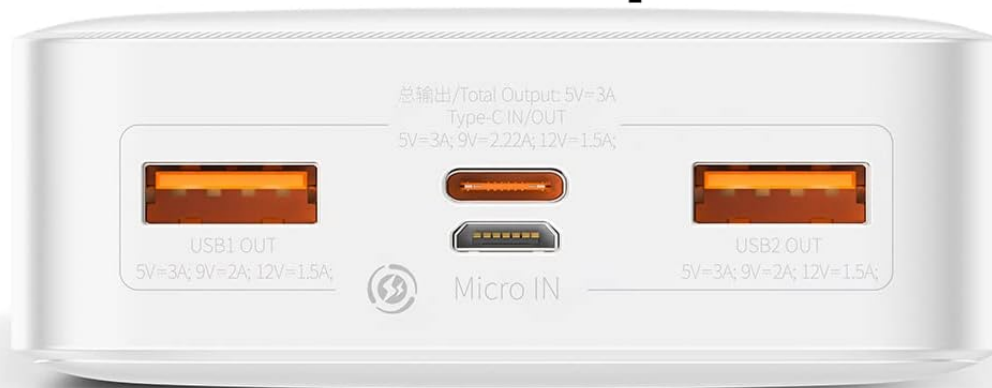 总输出/Total Output: 5V=3A
Type-C IN/OUT
5V=3A; 9V=2.22A; 12V=1.5A;
USB1 OUT
5V=3A; 9V=2A; 12V=1.5A;
Micro IN
USB2 OUT
5V=3A; 9V=2A; 12V=1.5A;